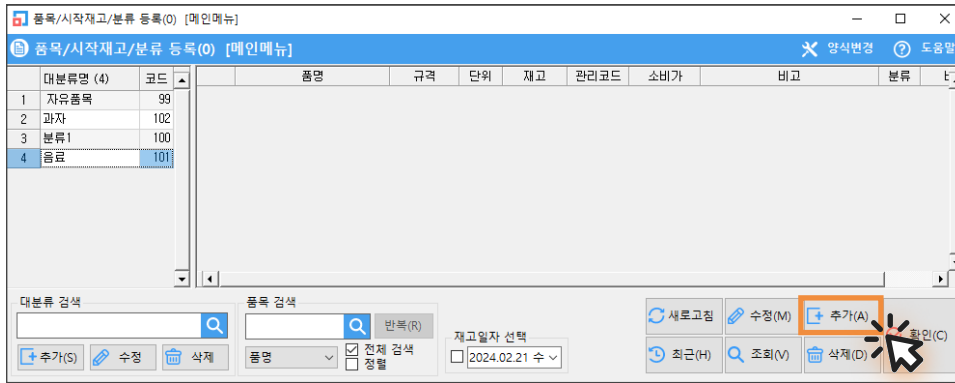 품목/시작재고/분류 등록(0) [메인메뉴]
품목/시작재고/분류 등록(0) [메인메뉴] 양식변경 도움말
대분류명 (4) 코드 품명 규격 단위 재고 관리코드 소비가 비고 분류
1 자유품목 99
2 과자 102
3 분류1 100
4 음료 101
대분류 검색 품목 검색
반복(R) 새로고침 수정(M) 추가(A)
재고일자 선택 확인(C)
추가(S) 수정 삭제 품명 전체 검색 2024.02.21 수 최근(H) 조회(V) 삭제(D)
정렬